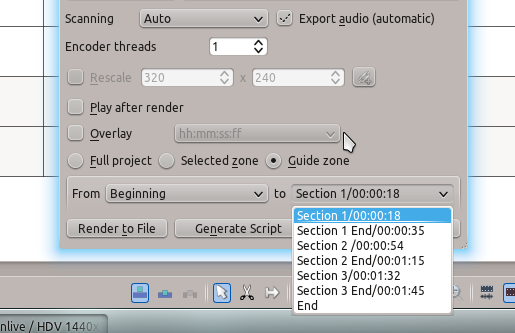 Scanning Auto Export audio (automatic)
Encoder threads 1
Rescale 320 x 240
Play after render
Overlay hh:mm:ss:ff
Full project Selected zone Guide zone
From Beginning to Section 1/00:00:18
Render to File Generate Script
Section 1/00:00:18
Section 1 End/00:00:35
Section 2 /00:00:54
Section 2 End/00:01:15
Section 3/00:01:32
Section 3 End/00:01:45
End
nlive / HDV 1440x